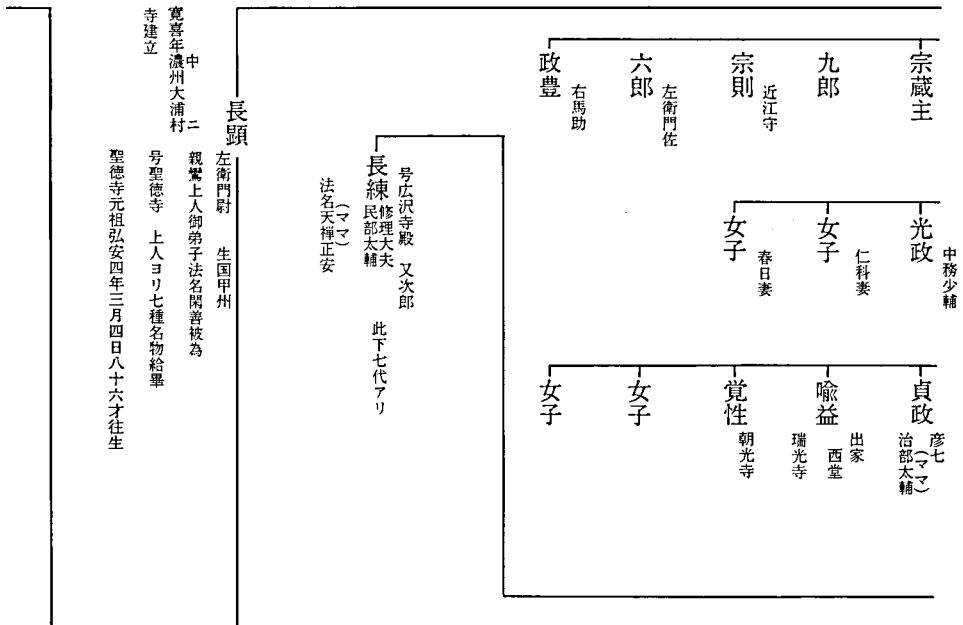 宗蔵主
九郎
宗則
近江守
六郎
左衛門佐
政豊
右馬助
光政
中務少輔
女子
仁科妻
女子
春日妻
貞政
彦七
(ママ)
治部太輔
喩益
出家
西堂
瑞光寺
覚性
朝光寺
女子
女子
長練
号広沢寺殿 又次郎
修理大夫
民部太輔
(ママ)
法名天禅正安
此下七代アリ
長顕
左衛門尉 生国甲州
親鸞上人御弟子法名閑善被為
号聖徳寺 上人ヨリ七種名物給畢
聖徳寺元祖弘安四年三月四日八十六才往生
中 ニ
寛喜年濃州大浦村
寺建立